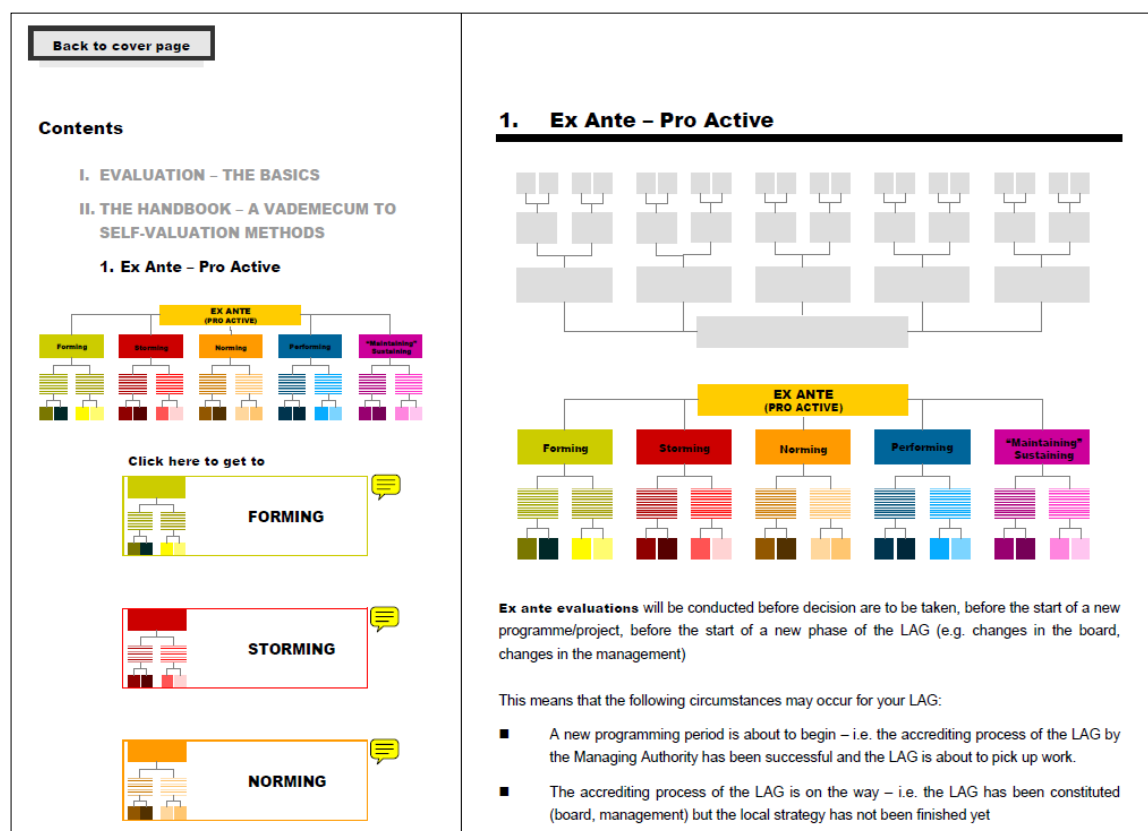 Back to cover page
Contents
I. EVALUATION – THE BASICS
II. THE HANDBOOK – A VADEMECUM TO
SELF-VALUATION METHODS
1. Ex Ante – Pro Active
EX ANTE
(PRO ACTIVE)
Forming Storming Norming Performing "Maintaining"
Sustaining
Click here to get to
FORMING
STORMING
NORMING
1. Ex Ante – Pro Active
EX ANTE
(PRO ACTIVE)
Forming Storming Norming Performing "Maintaining"
Sustaining
Ex ante evaluations will be conducted before decision are to be taken, before the start of a new
programme/project, before the start of a new phase of the LAG (e.g. changes in the board,
changes in the management)
This means that the following circumstances may occur for your LAG:
■ A new programming period is about to begin – i.e. the accrediting process of the LAG by
the Managing Authority has been successful and the LAG is about to pick up work.
■ The accrediting process of the LAG is on the way – i.e. the LAG has been constituted
(board, management) but the local strategy has not been finished yet